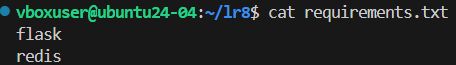 vboxuser@ubuntu24-04:~/lr8$ cat requirements.txt
flask
redis